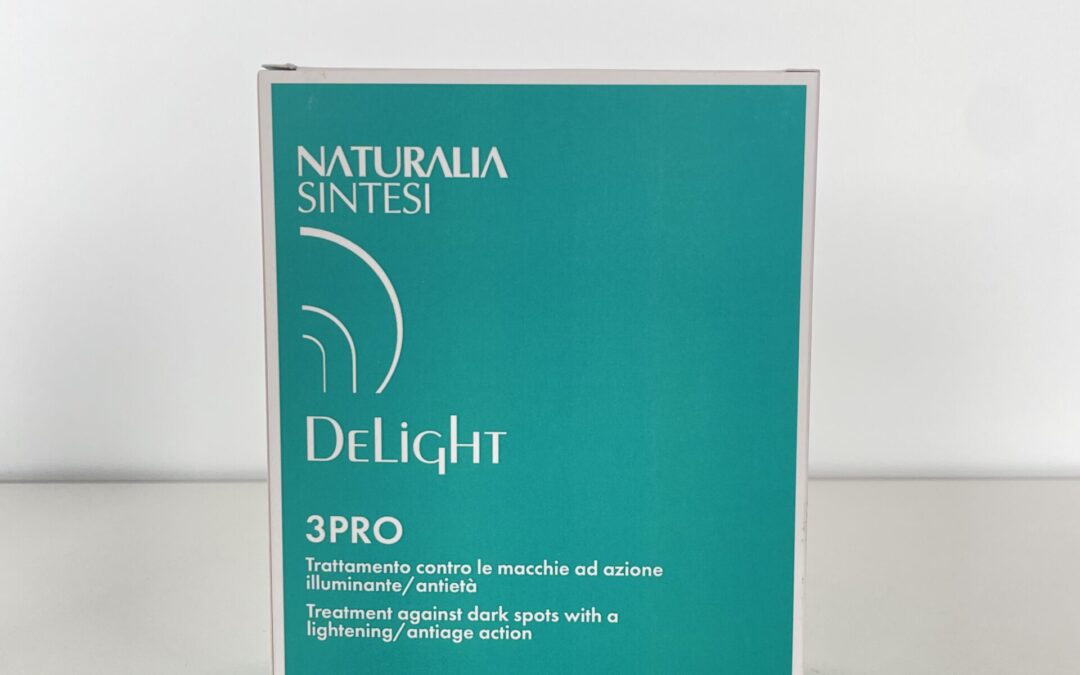 NATURALIA
SINTESI
DELIGHT
3PRO
Trattamento contro le macchie ad azione
illuminante/antietà
Treatment against dark spots with a
lightening/antiage action